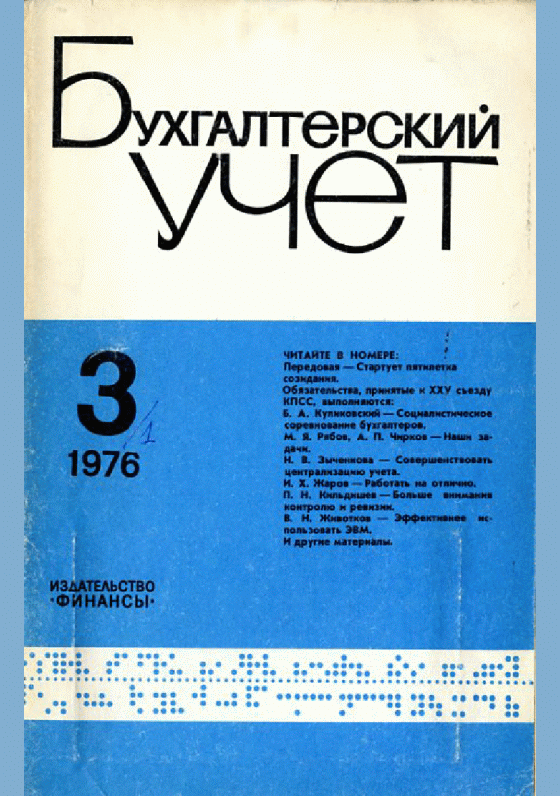 Бухгалтерский
учет
3
/1
1976
ЧИТАЙТЕ В НОМЕРЕ:
Передовая — Стартует пятилетка
созидания.
Обязательства, принятые к XXV съезду
КПСС, выполняются:
Б. А. Куликовский — Социалистическое
соревнование бухгалтеров.
М. Я. Рябов, А. П. Чирков — Наши за-
дачи.
Н. В. Зыченкова — Совершенствовать
централизацию учета.
И. Х. Жаров — Работать на отлично.
П. Н. Кильдишев — Больше внимания
контролю и ревизии.
В. Н. Животков — Эффективнее ис-
пользовать ЭВМ.
И другие материалы.
ИЗДАТЕЛЬСТВО
·ФИНАНСЫ·